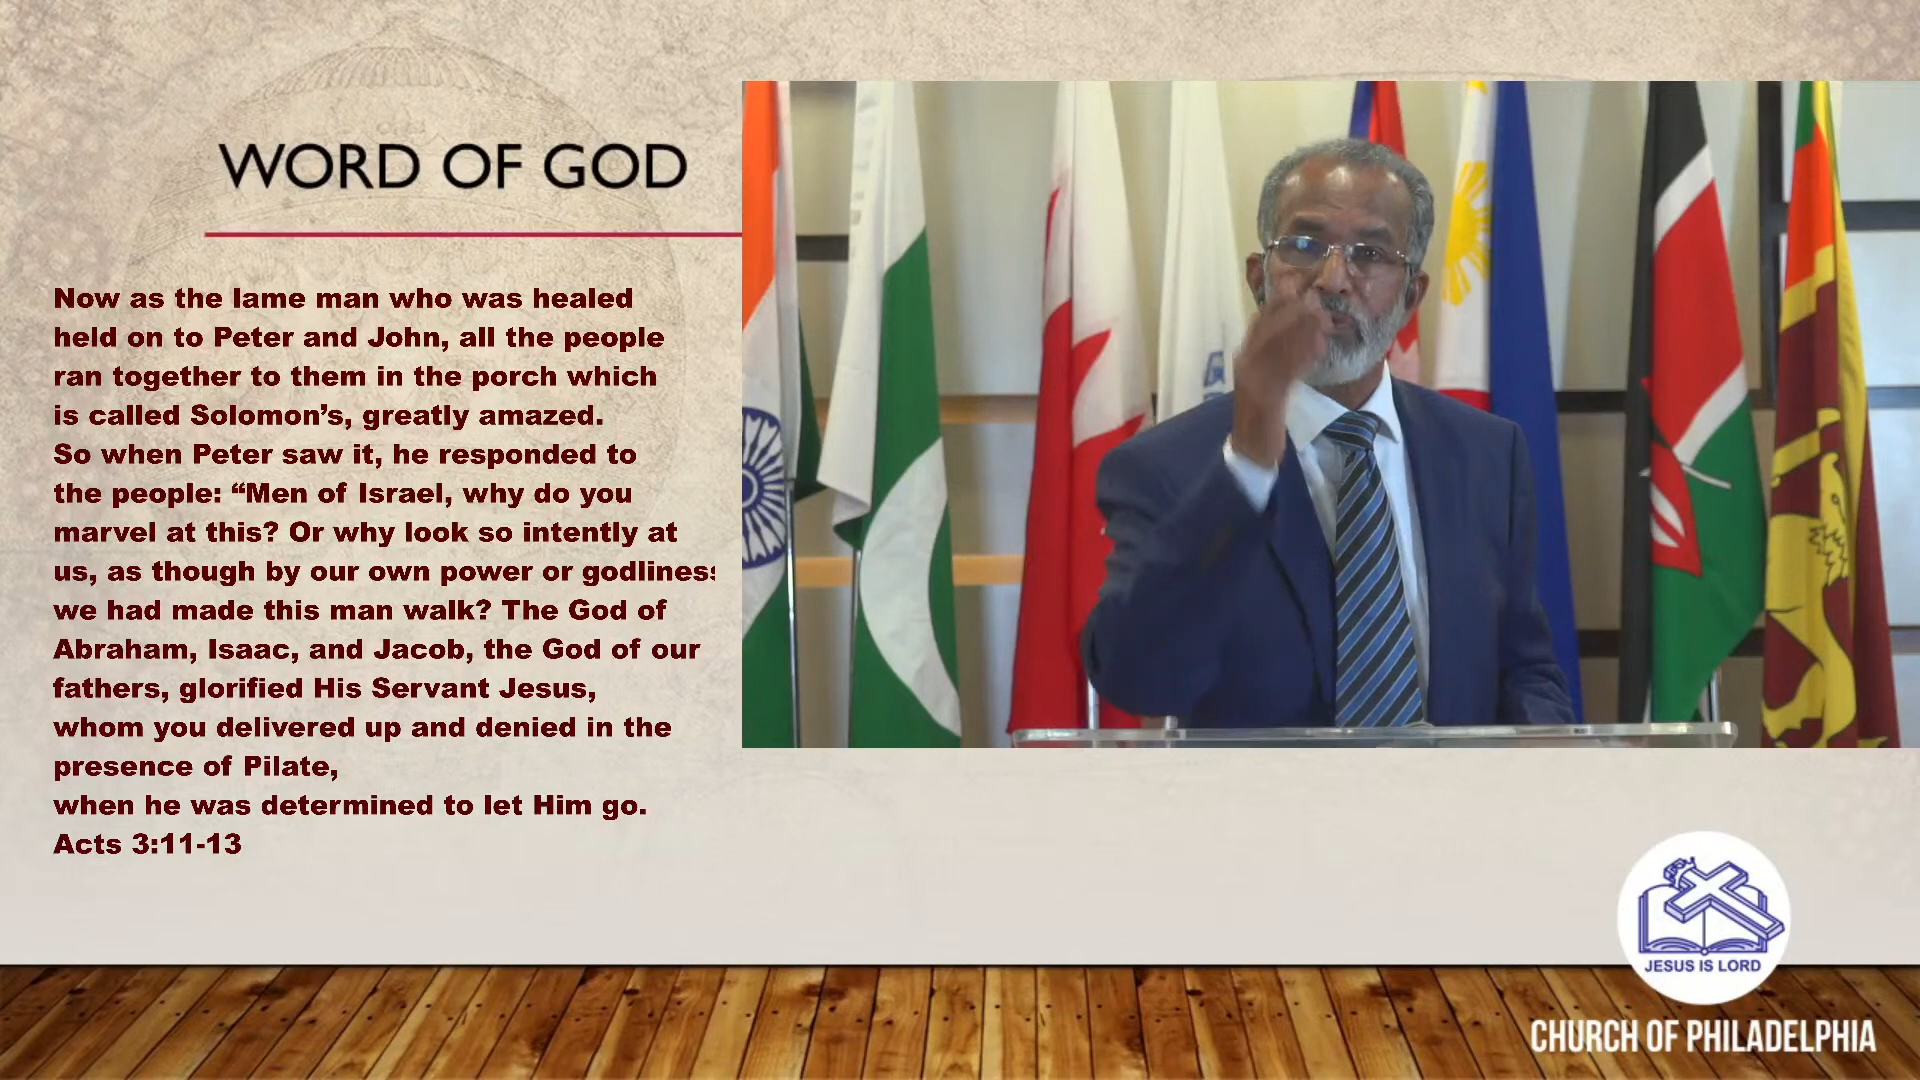 WORD OF GOD
Now as the lame man who was healed
held on to Peter and John, all the people
ran together to them in the porch which
is called Solomon’s, greatly amazed.
So when Peter saw it, he responded to
the people: “Men of Israel, why do you
marvel at this? Or why look so intently at
us, as though by our own power or godliness
we had made this man walk? The God of
Abraham, Isaac, and Jacob, the God of our
fathers, glorified His Servant Jesus,
whom you delivered up and denied in the
presence of Pilate,
when he was determined to let Him go.
Acts 3:11-13
JESUS IS LORD
CHURCH OF PHILADELPHIA